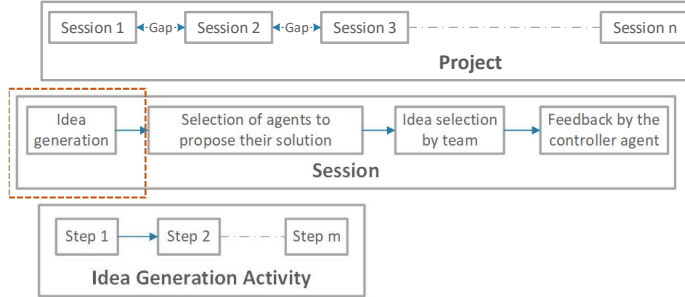 Session 1 Gap Session 2 Gap Session 3 Session n
Project
Idea generation
Selection of agents to propose their solution
Idea selection by team
Feedback by the controller agent
Session
Step 1 Step 2 Step m
Idea Generation Activity